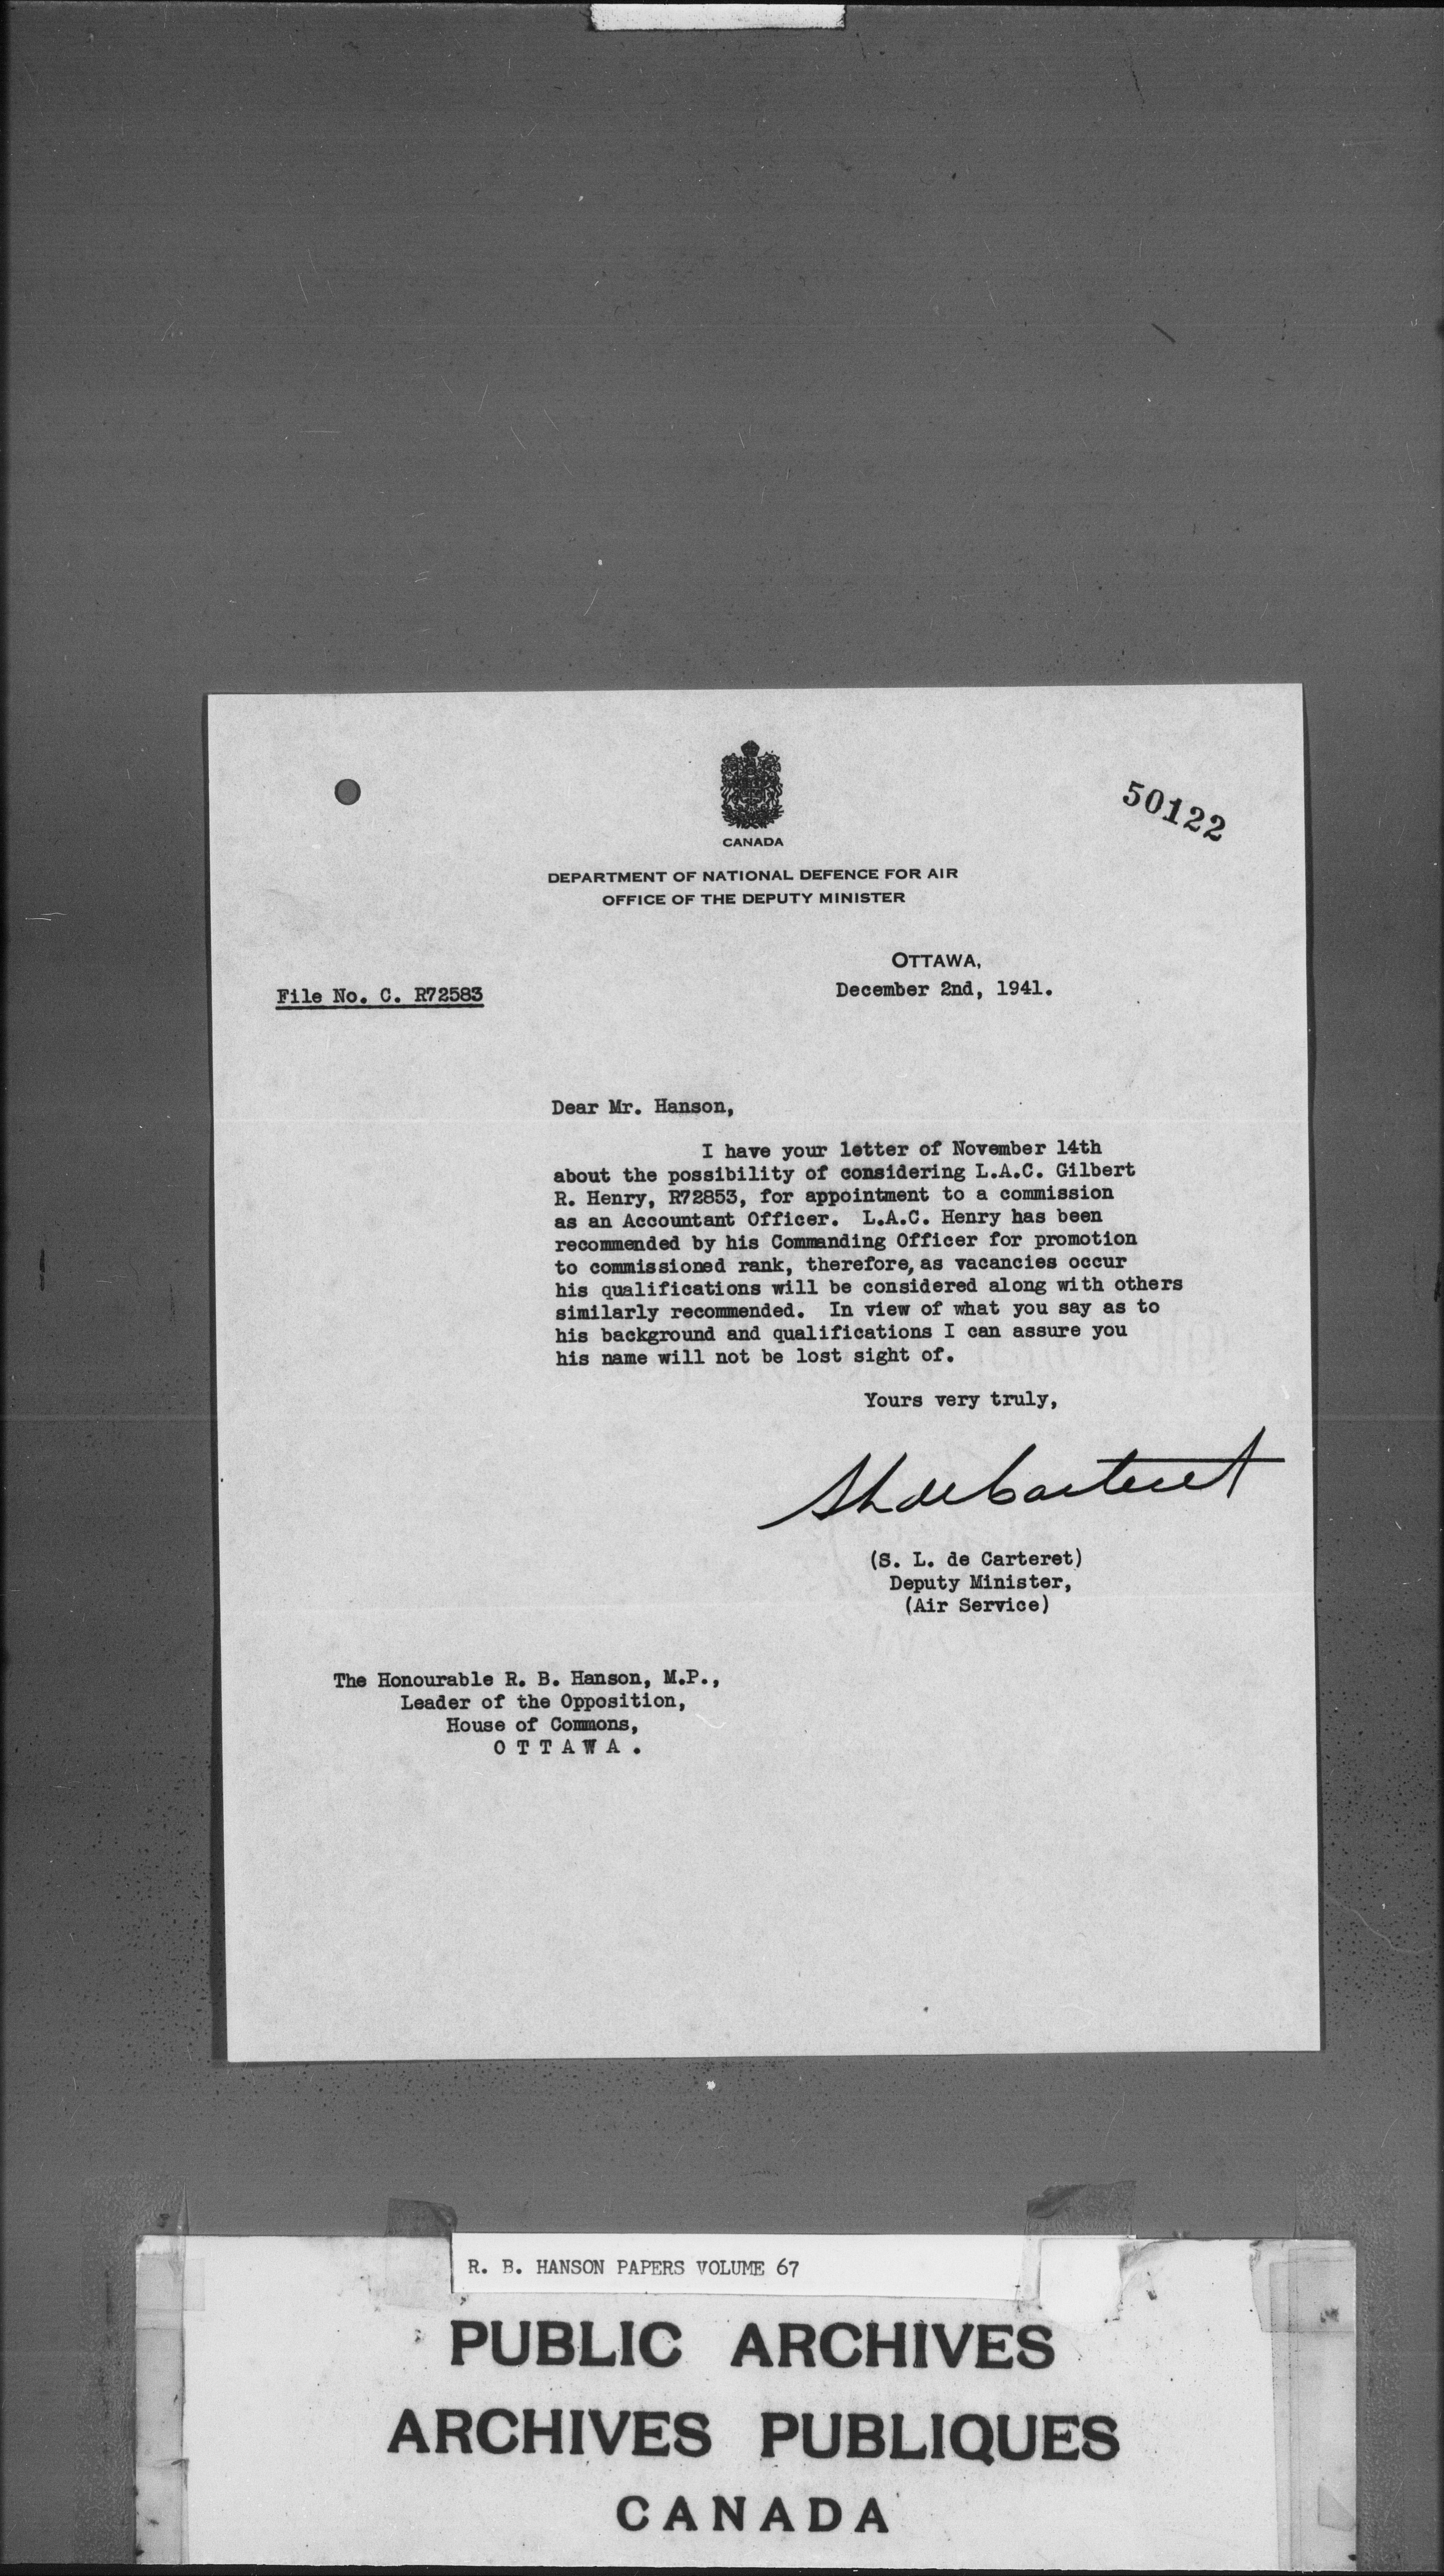 50122
CANADA
DEPARTMENT OF NATIONAL DEFENCE FOR AIR
OFFICE OF THE DEPUTY MINISTER
OTTAWA,
File No. C. R72583
December 2nd, 1941.
Dear Mr. Hanson,
I have your letter of November 14th
about the possibility of considering L.A.C. Gilbert
R. Henry, R72853, for appointment to a commission
as an Accountant Officer. L.A.C. Henry has been
recommended by his Commanding Officer for promotion
to commissioned rank, therefore, as vacancies occur
his qualifications will be considered along with others
similarly recommended. In view of what you say as to
his background and qualifications I can assure you
his name will not be lost sight of.
Yours very truly,
SLdeCarteret
(S. L. de Carteret)
Deputy Minister,
(Air Service)
The Honourable R. B. Hanson, M.P.,
Leader of the Opposition,
House of Commons,
O T T A W A .
R. B. HANSON PAPERS VOLUME 67
PUBLIC ARCHIVES
ARCHIVES PUBLIQUES
CANADA